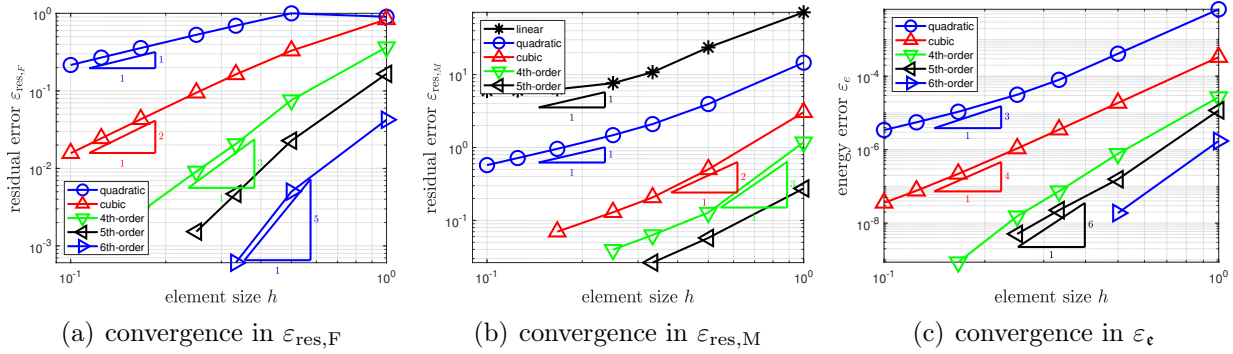 10^0
10^-1
10^-2
10^-3
10^-1
10^0
residual error ε_res,F
element size h
quadratic
cubic
4th-order
5th-order
6th-order
1
1
2
1
3
5
1
(a) convergence in ε_res,F
10^1
10^0
10^-1
10^-1
10^0
residual error ε_res,M
element size h
linear
quadratic
cubic
4th-order
5th-order
1
1
1
1
2
1
(b) convergence in ε_res,M
10^-4
10^-6
10^-8
10^-1
10^0
energy error ε_e
element size h
quadratic
cubic
4th-order
5th-order
6th-order
3
1
4
1
6
1
(c) convergence in ε_𝔢